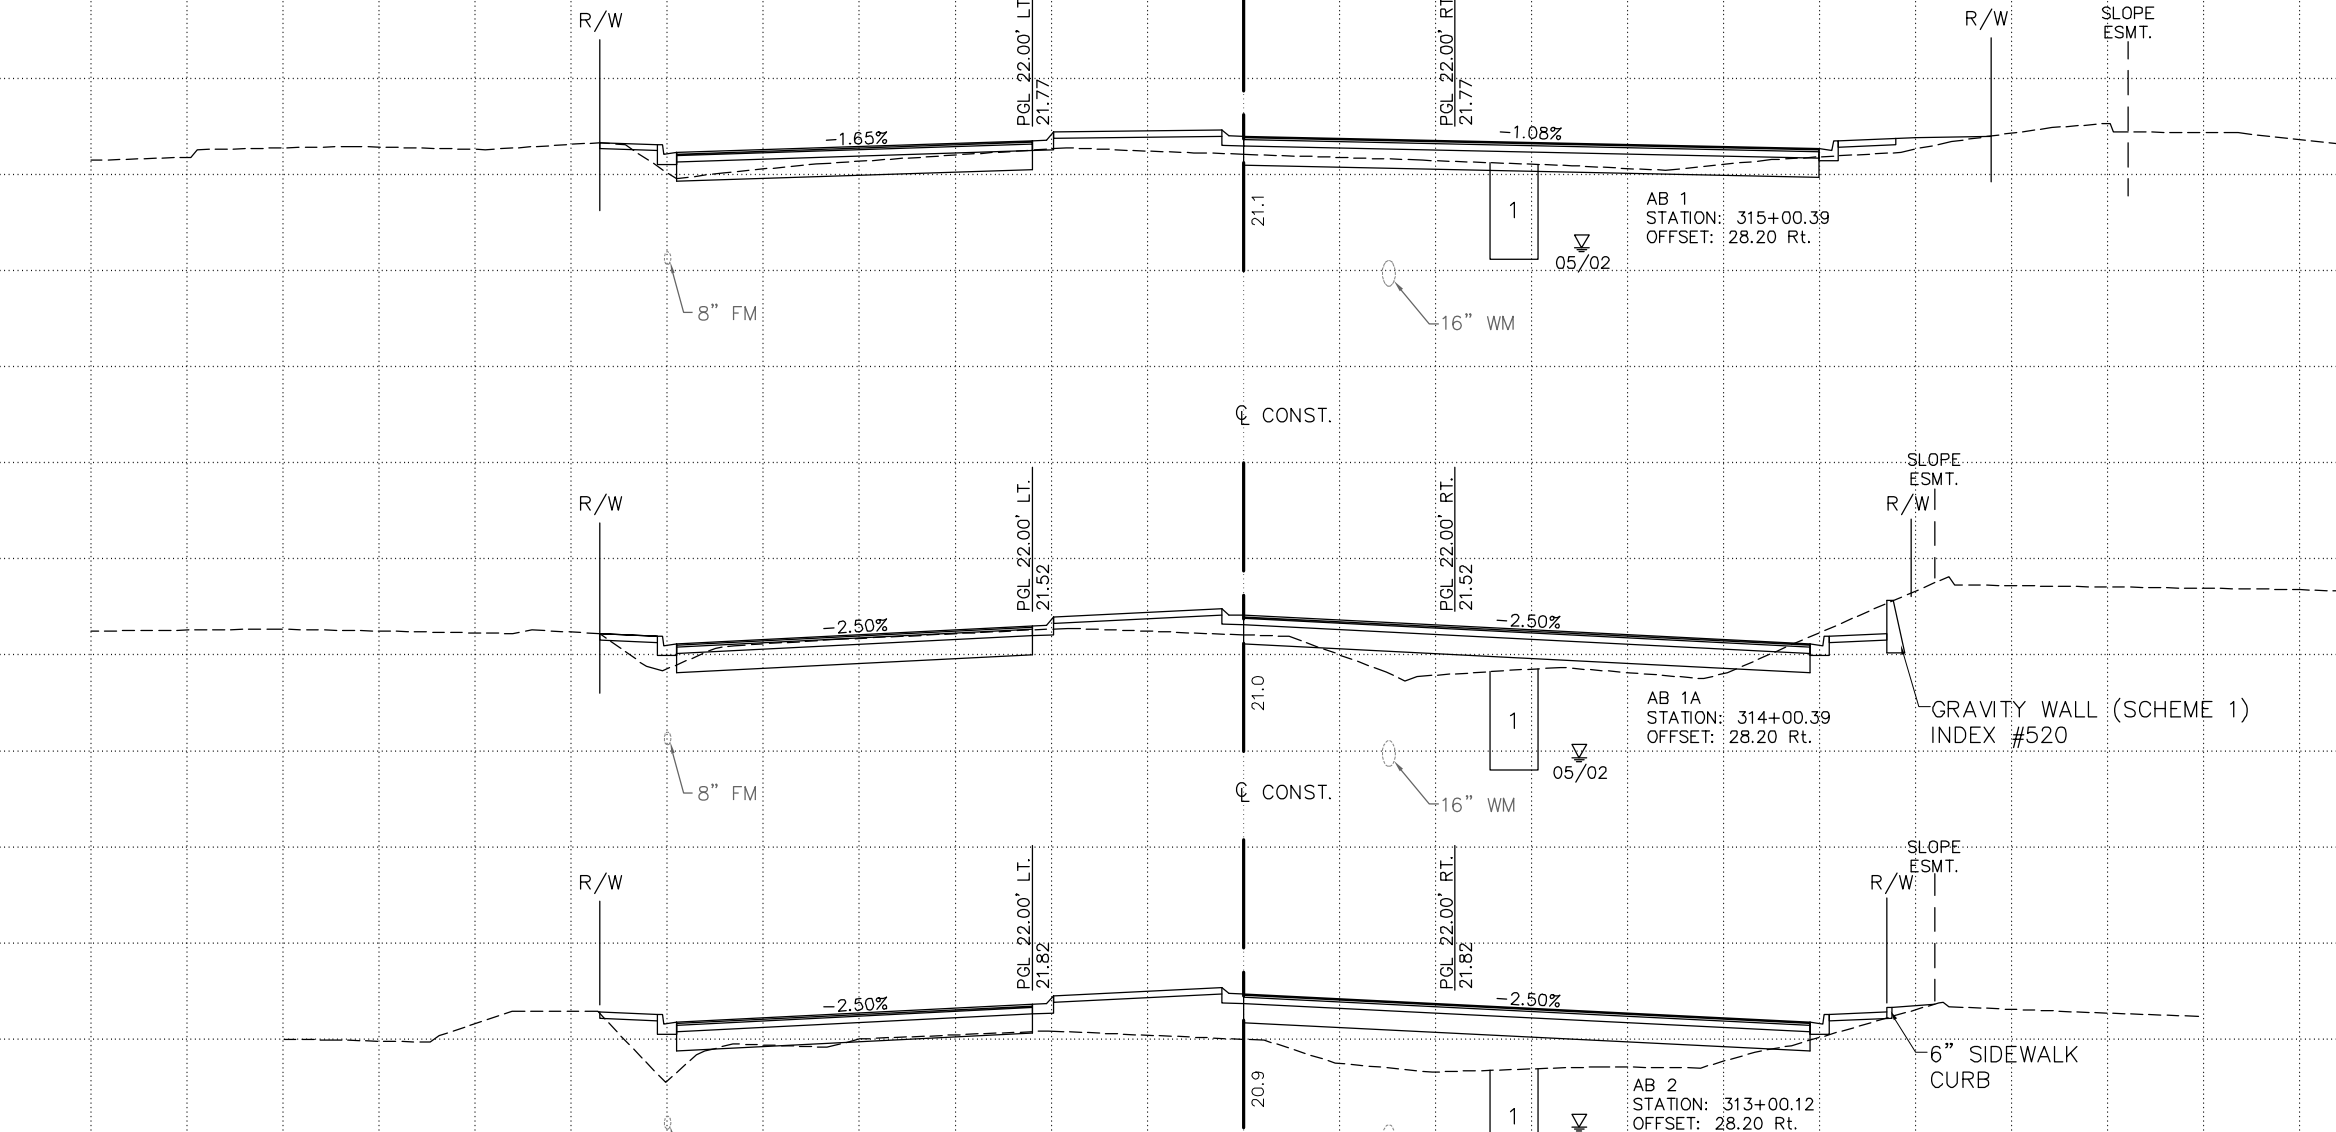 R/W
PGL 22.00' LT
21.77
PGL 22.00' RT
21.77
R/W
SLOPE
ESMT.
-1.65%
-1.08%
21.1
1
AB 1
STATION: 315+00.39
OFFSET: 28.20 Rt.
05/02
8" FM
16" WM
℄ CONST.
R/W
PGL 22.00' LT.
21.52
PGL 22.00' RT.
21.52
SLOPE
ESMT.
R/W
-2.50%
-2.50%
21.0
1
AB 1A
STATION: 314+00.39
OFFSET: 28.20 Rt.
05/02
GRAVITY WALL (SCHEME 1)
INDEX #520
8" FM
16" WM
℄ CONST.
R/W
PGL 22.00' LT.
21.82
PGL 22.00' RT.
21.82
SLOPE
ESMT.
R/W
-2.50%
-2.50%
6" SIDEWALK
CURB
20.9
1
AB 2
STATION: 313+00.12
OFFSET: 28.20 Rt.